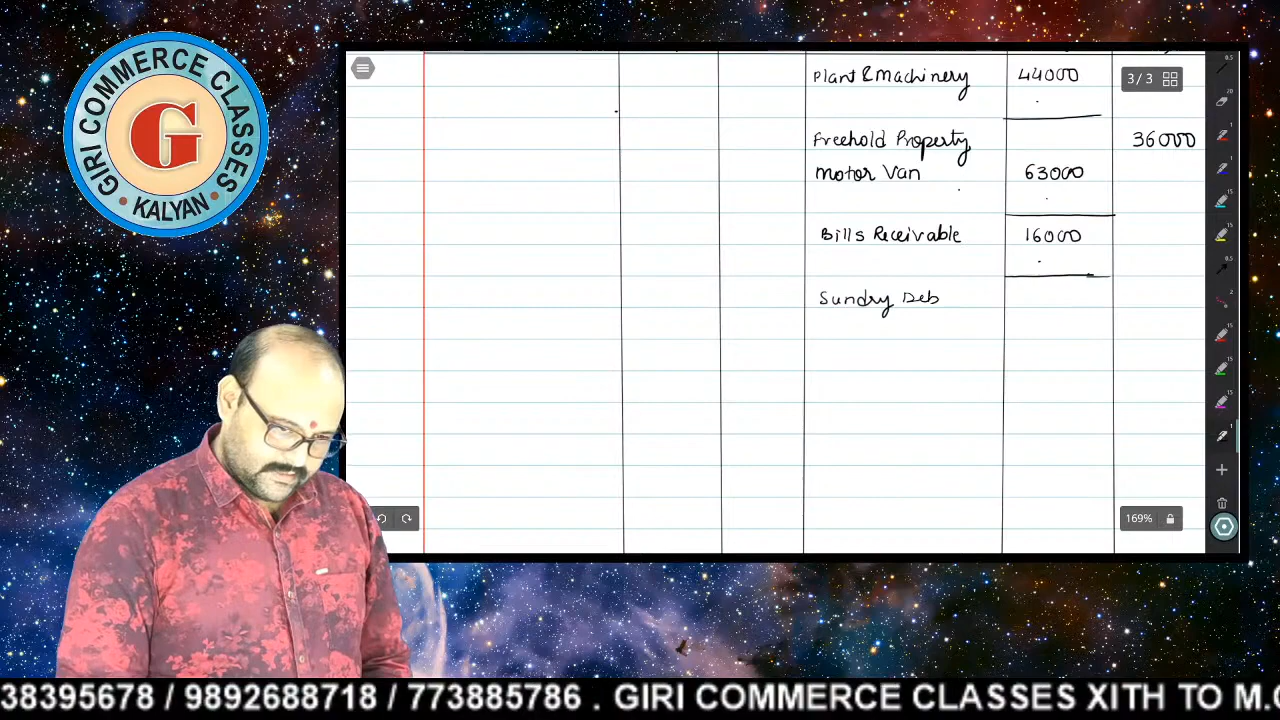 GIRI COMMERCE CLASSES
G
• KALYAN •
Plant & Machinery 44000
3/3
Freehold Property 36000
Motor Van 63000
Bills Receivable 16000
Sundry Deb
169%
38395678 / 9892688718 / 773885786 . GIRI COMMERCE CLASSES XITH TO M.C